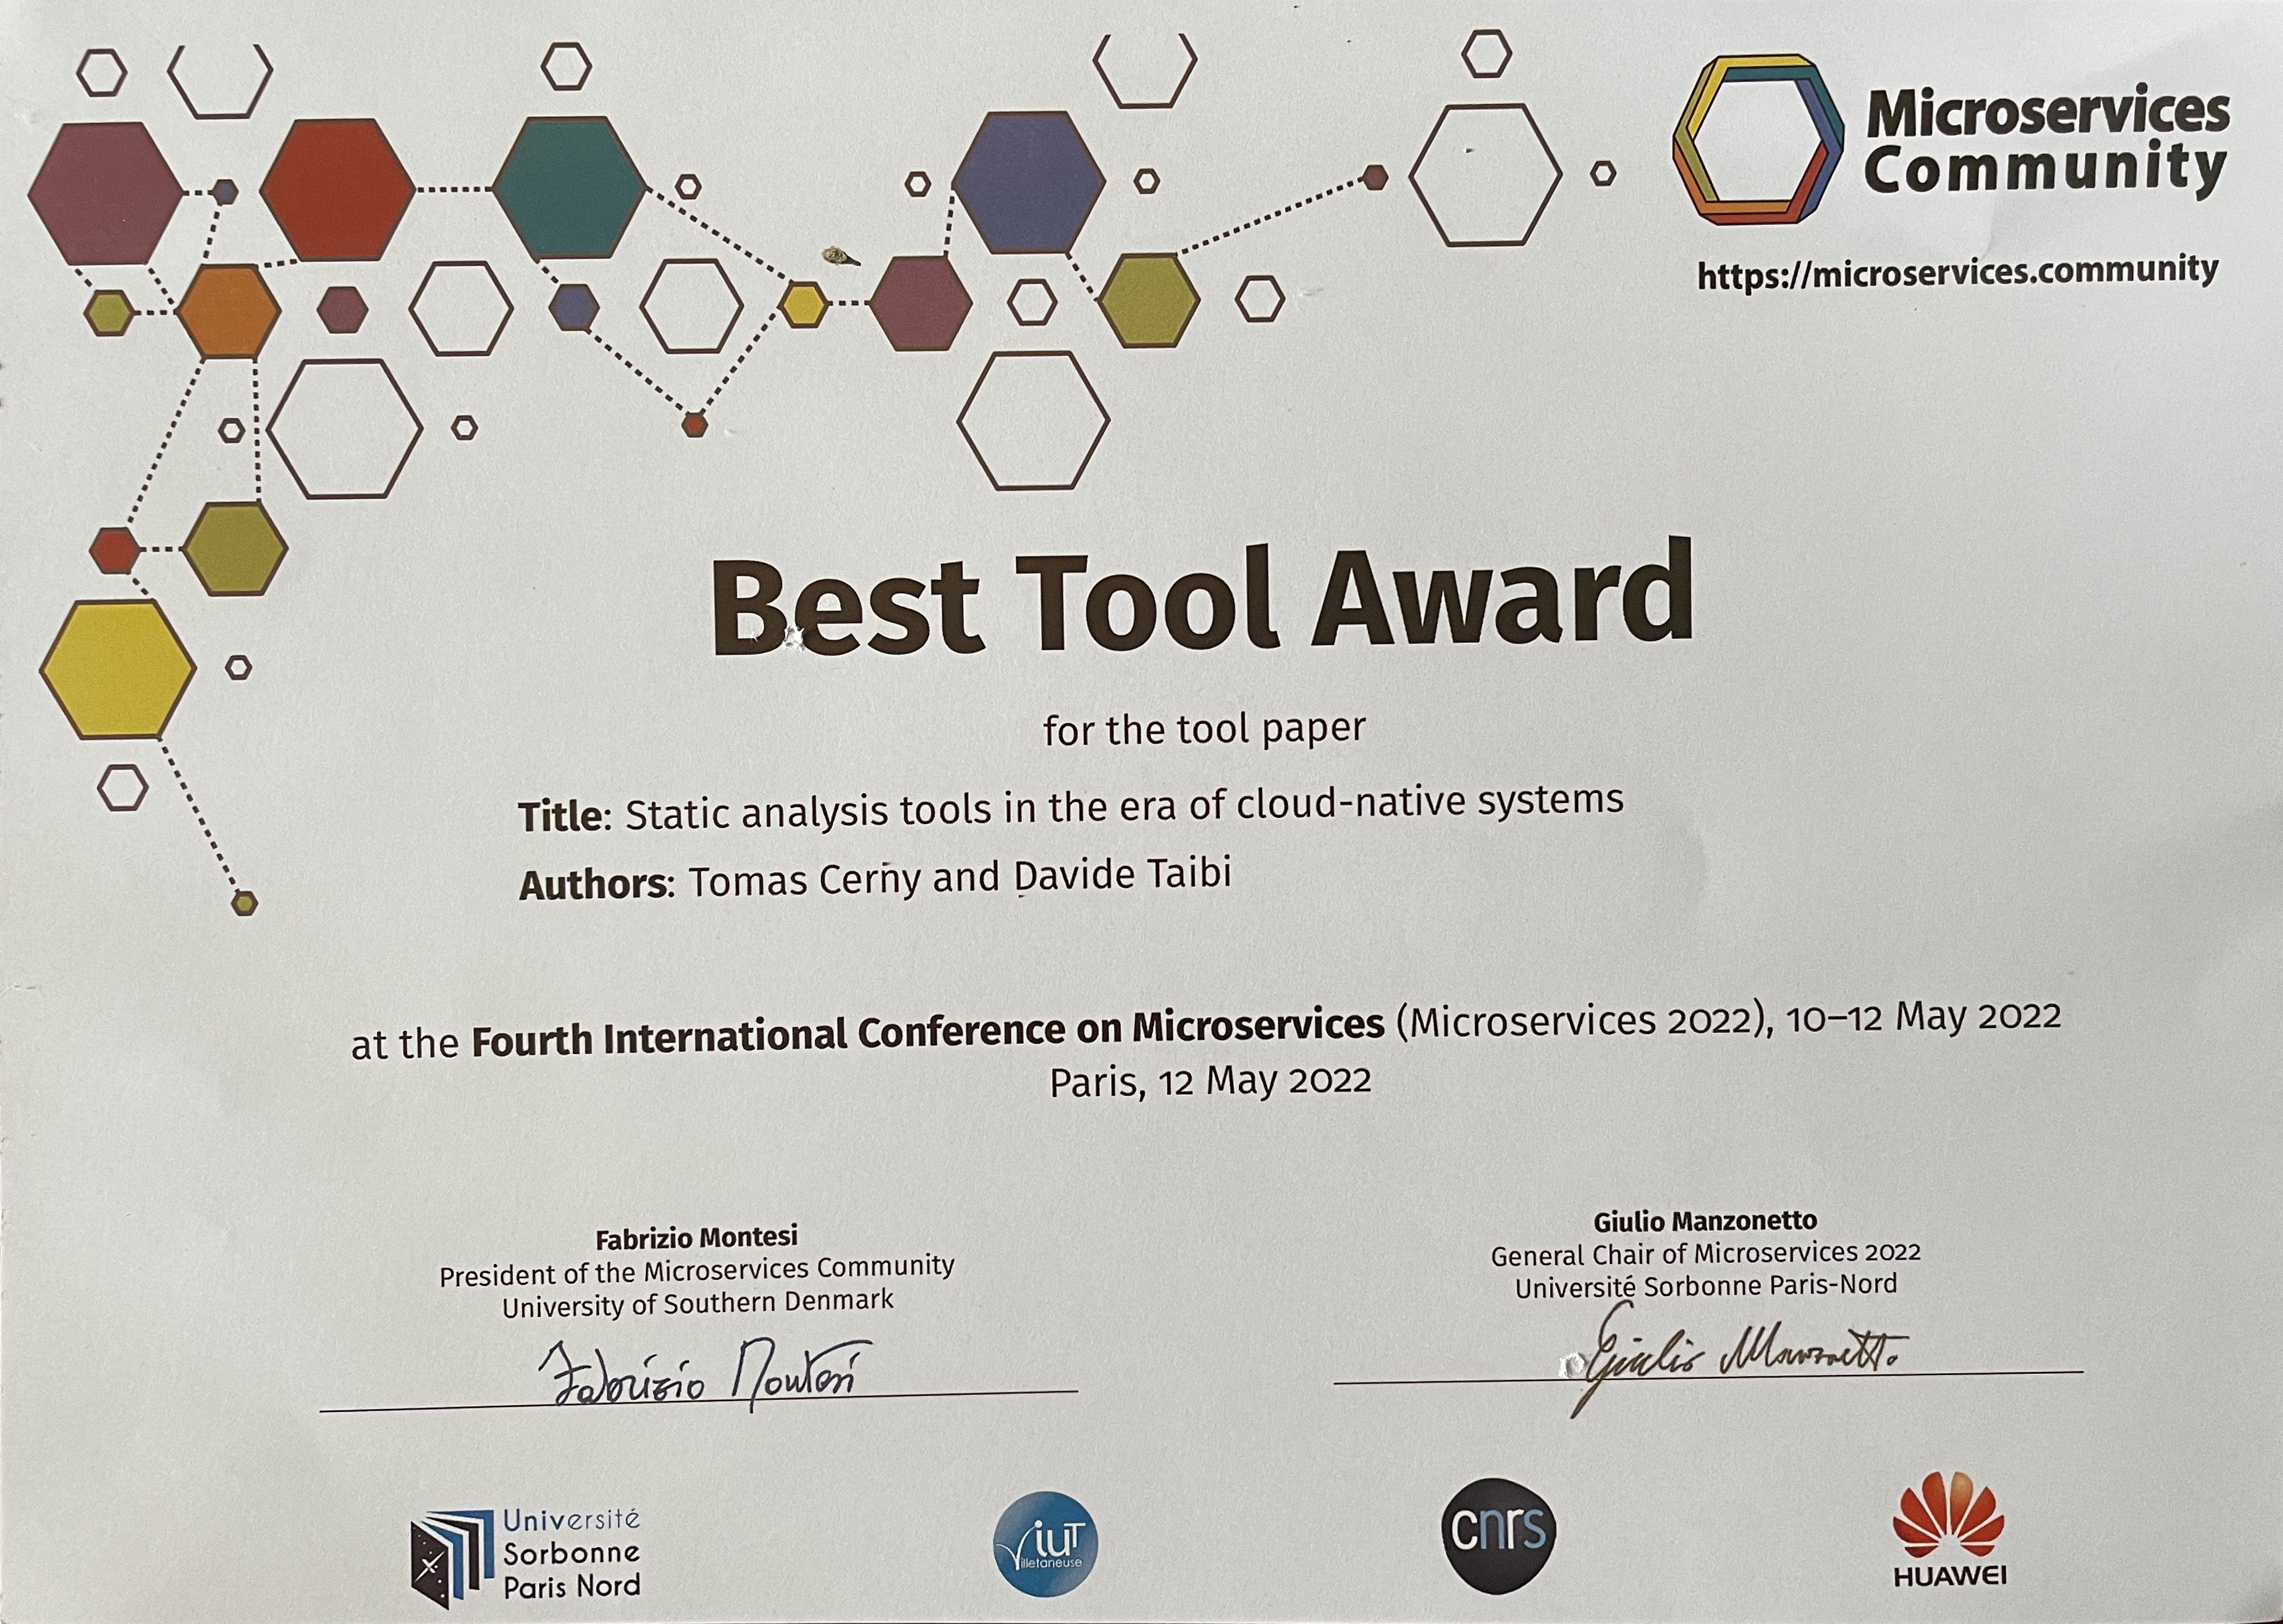 Microservices
Community
https://microservices.community
Best Tool Award
for the tool paper
Title: Static analysis tools in the era of cloud-native systems
Authors: Tomas Cerny and Davide Taibi
at the Fourth International Conference on Microservices (Microservices 2022), 10–12 May 2022
Paris, 12 May 2022
Fabrizio Montesi
President of the Microservices Community
University of Southern Denmark
Fabrizio Montesi
Giulio Manzonetto
General Chair of Microservices 2022
Université Sorbonne Paris-Nord
Giulio Manzonetto
Université
Sorbonne
Paris Nord
iut
Villetaneuse
cnrs
HUAWEI